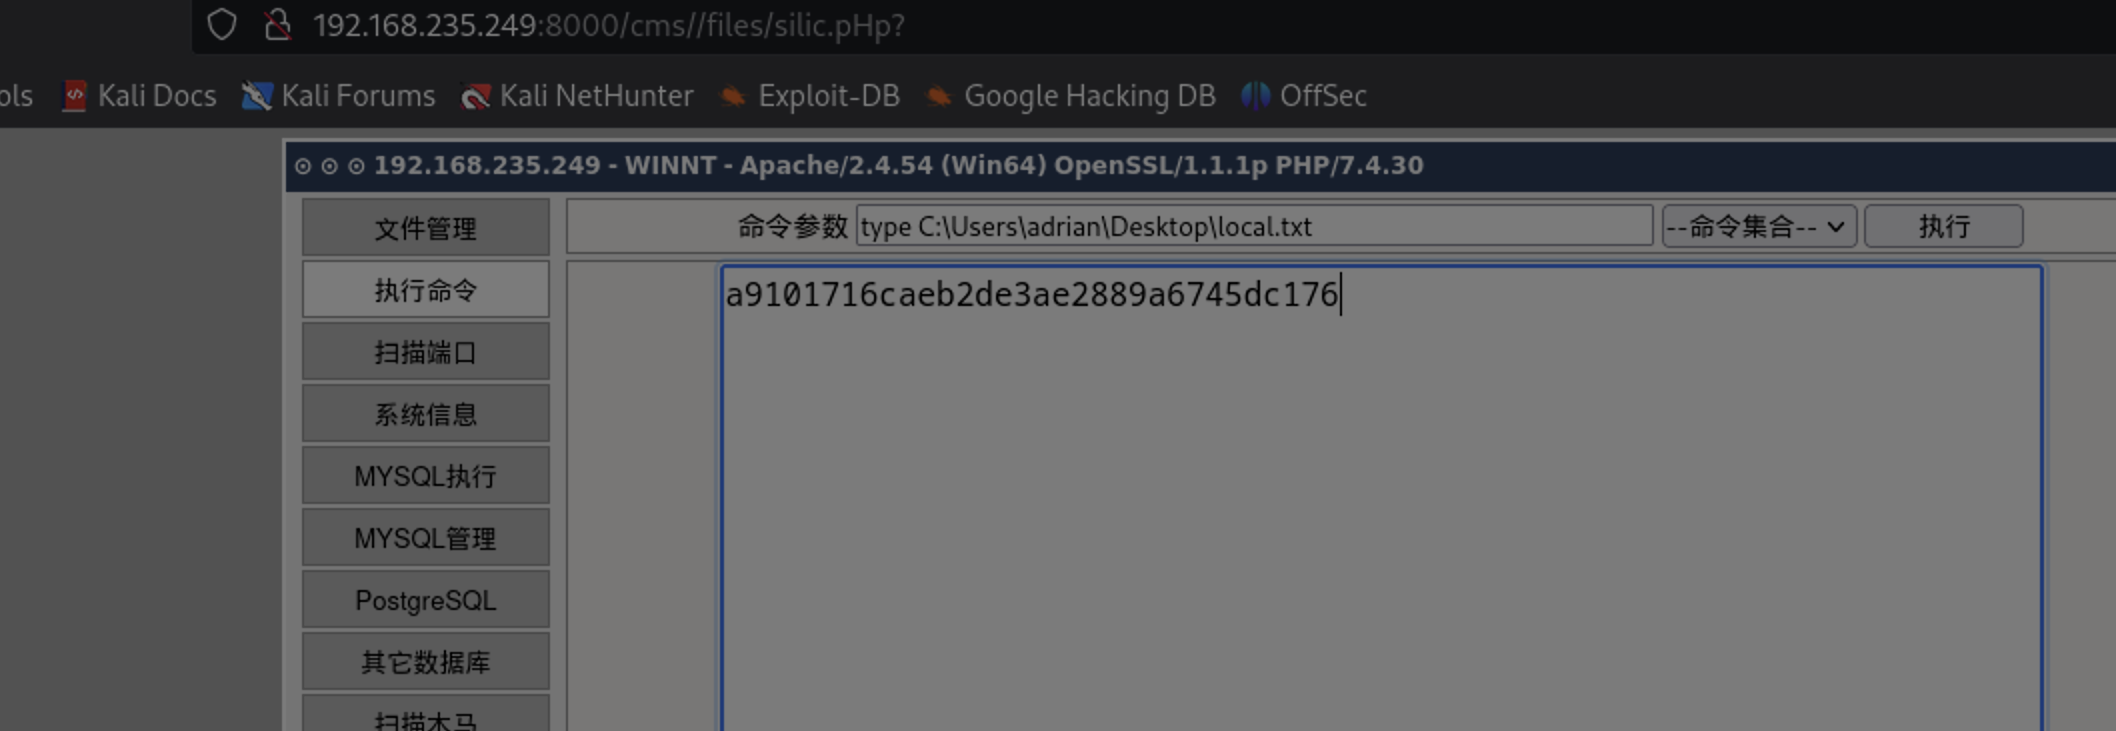 192.168.235.249:8000/cms//files/silic.pHp?
ols Kali Docs Kali Forums Kali NetHunter Exploit-DB Google Hacking DB OffSec
192.168.235.249 - WINNT - Apache/2.4.54 (Win64) OpenSSL/1.1.1p PHP/7.4.30
文件管理
命令参数 type C:\Users\adrian\Desktop\local.txt --命令集合-- 执行
执行命令
a9101716caeb2de3ae2889a6745dc176
扫描端口
系统信息
MYSQL执行
MYSQL管理
PostgreSQL
其它数据库
扫描木马